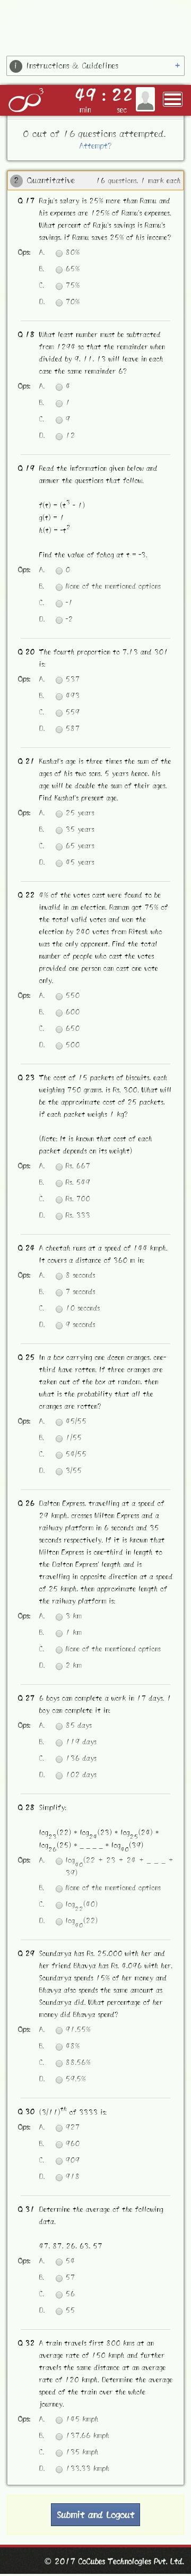 1 Instructions & Guidelines +
49 : 22
min sec
0 out of 16 questions attempted.
Attempt?
2 Quantitative 16 questions, 1 mark each
Q 17 Raju's salary is 25% more than Ramu and
his expenses are 125% of Ramu's expenses.
What percent of Raju's savings is Ramu's
savings, if Ramu saves 25% of his income?
Ops: A. 80%
B. 65%
C. 75%
D. 70%
Q 18 What least number must be subtracted
from 1294 so that the remainder when
divided by 9, 11, 13 will leave in each
case the same remainder 6?
Ops: A. 0
B. 1
C. 9
D. 12
Q 19 Read the information given below and
answer the questions that follow.
f(t) = (t³ - 1)
g(t) = 1
h(t) = -t²
Find the value of fohog at t = -3.
Ops: A. 0
B. None of the mentioned options
C. -1
D. -2
Q 20 The fourth proportion to 7,13 and 301
is:
Ops: A. 537
B. 493
C. 559
D. 587
Q 21 Kushal's age is three times the sum of the
ages of his two sons. 5 years hence, his
age will be double the sum of their ages.
Find Kushal's present age.
Ops: A. 25 years
B. 35 years
C. 65 years
D. 45 years
Q 22 4% of the votes cast were found to be
invalid in an election. Raman got 75% of
the total valid votes and won the
election by 240 votes from Ritesh who
was the only opponent. Find the total
number of people who cast the votes
provided one person can cast one vote
only.
Ops: A. 550
B. 600
C. 650
D. 500
Q 23 The cost of 15 packets of biscuits, each
weighing 750 grams, is Rs. 300. What will
be the approximate cost of 25 packets,
if each packet weighs 1 kg?
(Note: It is known that cost of each
packet depends on its weight)
Ops: A. Rs. 667
B. Rs. 549
C. Rs. 700
D. Rs. 333
Q 24 A cheetah runs at a speed of 144 kmph.
It covers a distance of 360 m in:
Ops: A. 8 seconds
B. 7 seconds
C. 10 seconds
D. 9 seconds
Q 25 In a box carrying one dozen oranges, one-
third have rotten. If three oranges are
taken out of the box at random, then
what is the probability that all the
oranges are rotten?
Ops: A. 45/55
B. 1/55
C. 54/55
D. 3/55
Q 26 Dalton Express, travelling at a speed of
29 kmph, crosses Milton Express and a
railway platform in 6 seconds and 35
seconds respectively. If it is known that
Milton Express is one-third in length to
the Dalton Express' length and is
travelling in opposite direction at a speed
of 25 kmph, then approximate length of
the railway platform is:
Ops: A. 3 km
B. 1 km
C. None of the mentioned options
D. 2 km
Q 27 6 boys can complete a work in 17 days. 1
boy can complete it in:
Ops: A. 85 days
B. 119 days
C. 136 days
D. 102 days
Q 28 Simplify:
log₂₃(22) * log₂₄(23) * log₂₅(24) *
log₂₆(25) * _ _ _ _ * log₄₀(39)
Ops: A. log₄₀(22 + 23 + 24 + _ _ _ +
39)
B. None of the mentioned options
C. log₂₂(40)
D. log₄₀(22)
Q 29 Soundarya has Rs. 25,000 with her and
her friend Bhavya has Rs. 4,096 with her.
Soundarya spends 15% of her money and
Bhavya also spends the same amount as
Soundarya did. What percentage of her
money did Bhavya spend?
Ops: A. 91.55%
B. 48%
C. 88.56%
D. 59.5%
Q 30 (3/11)ᵗʰ of 3333 is:
Ops: A. 927
B. 960
C. 909
D. 918
Q 31 Determine the average of the following
data.
47, 87, 26, 63, 57
Ops: A. 54
B. 57
C. 56
D. 55
Q 32 A train travels first 800 kms at an
average rate of 150 kmph and further
travels the same distance at an average
rate of 120 kmph. Determine the average
speed of the train over the whole
journey.
Ops: A. 145 kmph
B. 137.66 kmph
C. 135 kmph
D. 133.33 kmph
Submit and Logout
© 2017 CoCubes Technologies Pvt. Ltd.